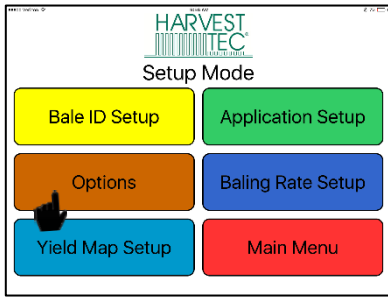 HARVEST
TEC
Setup Mode
Bale ID Setup
Application Setup
Options
Baling Rate Setup
Yield Map Setup
Main Menu